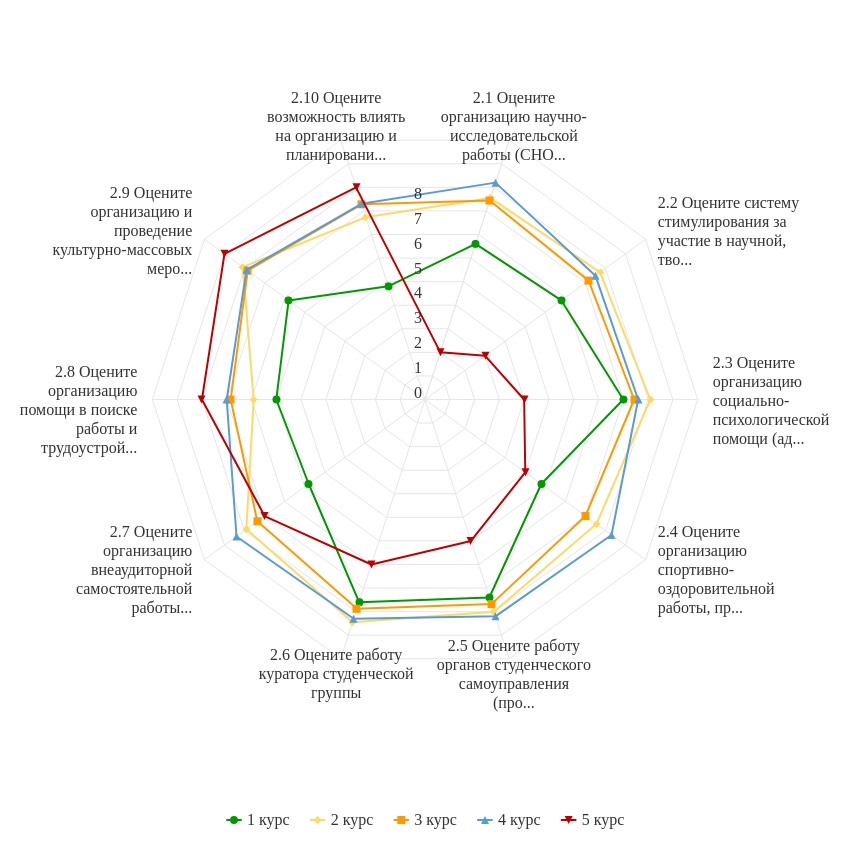 2.10 Оцените
возможность влиять
на организацию и
планировани...
2.1 Оцените
организацию научно-
исследовательской
работы (СНО...
2.9 Оцените
организацию и
проведение
культурно-массовых
меро...
2.2 Оцените систему
стимулирования за
участие в научной,
тво...
8
7
6
5
4
3
2
1
0
2.8 Оцените
организацию
помощи в поиске
работы и
трудоустрой...
2.3 Оцените
организацию
социально-
психологической
помощи (ад...
2.7 Оцените
организацию
внеаудиторной
самостоятельной
работы...
2.4 Оцените
организацию
спортивно-
оздоровительной
работы, пр...
2.6 Оцените работу
куратора студенческой
группы
2.5 Оцените работу
органов студенческого
самоуправления
(про...
1 курс 2 курс 3 курс 4 курс 5 курс